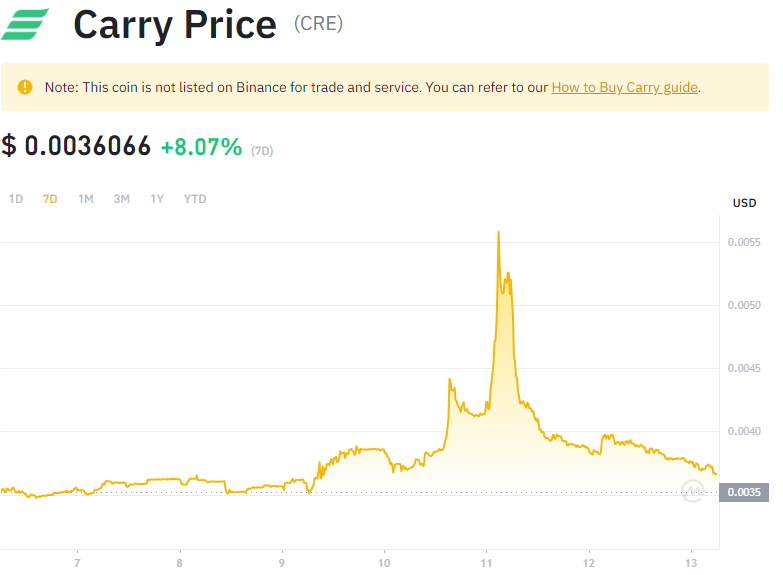 Carry Price (CRE)
Note: This coin is not listed on Binance for trade and service. You can refer to our How to Buy Carry guide.
$ 0.0036066 +8.07% (7D)
1D 7D 1M 3M 1Y YTD
USD
0.0055
0.0050
0.0045
0.0040
0.0035
7 8 9 10 11 12 13